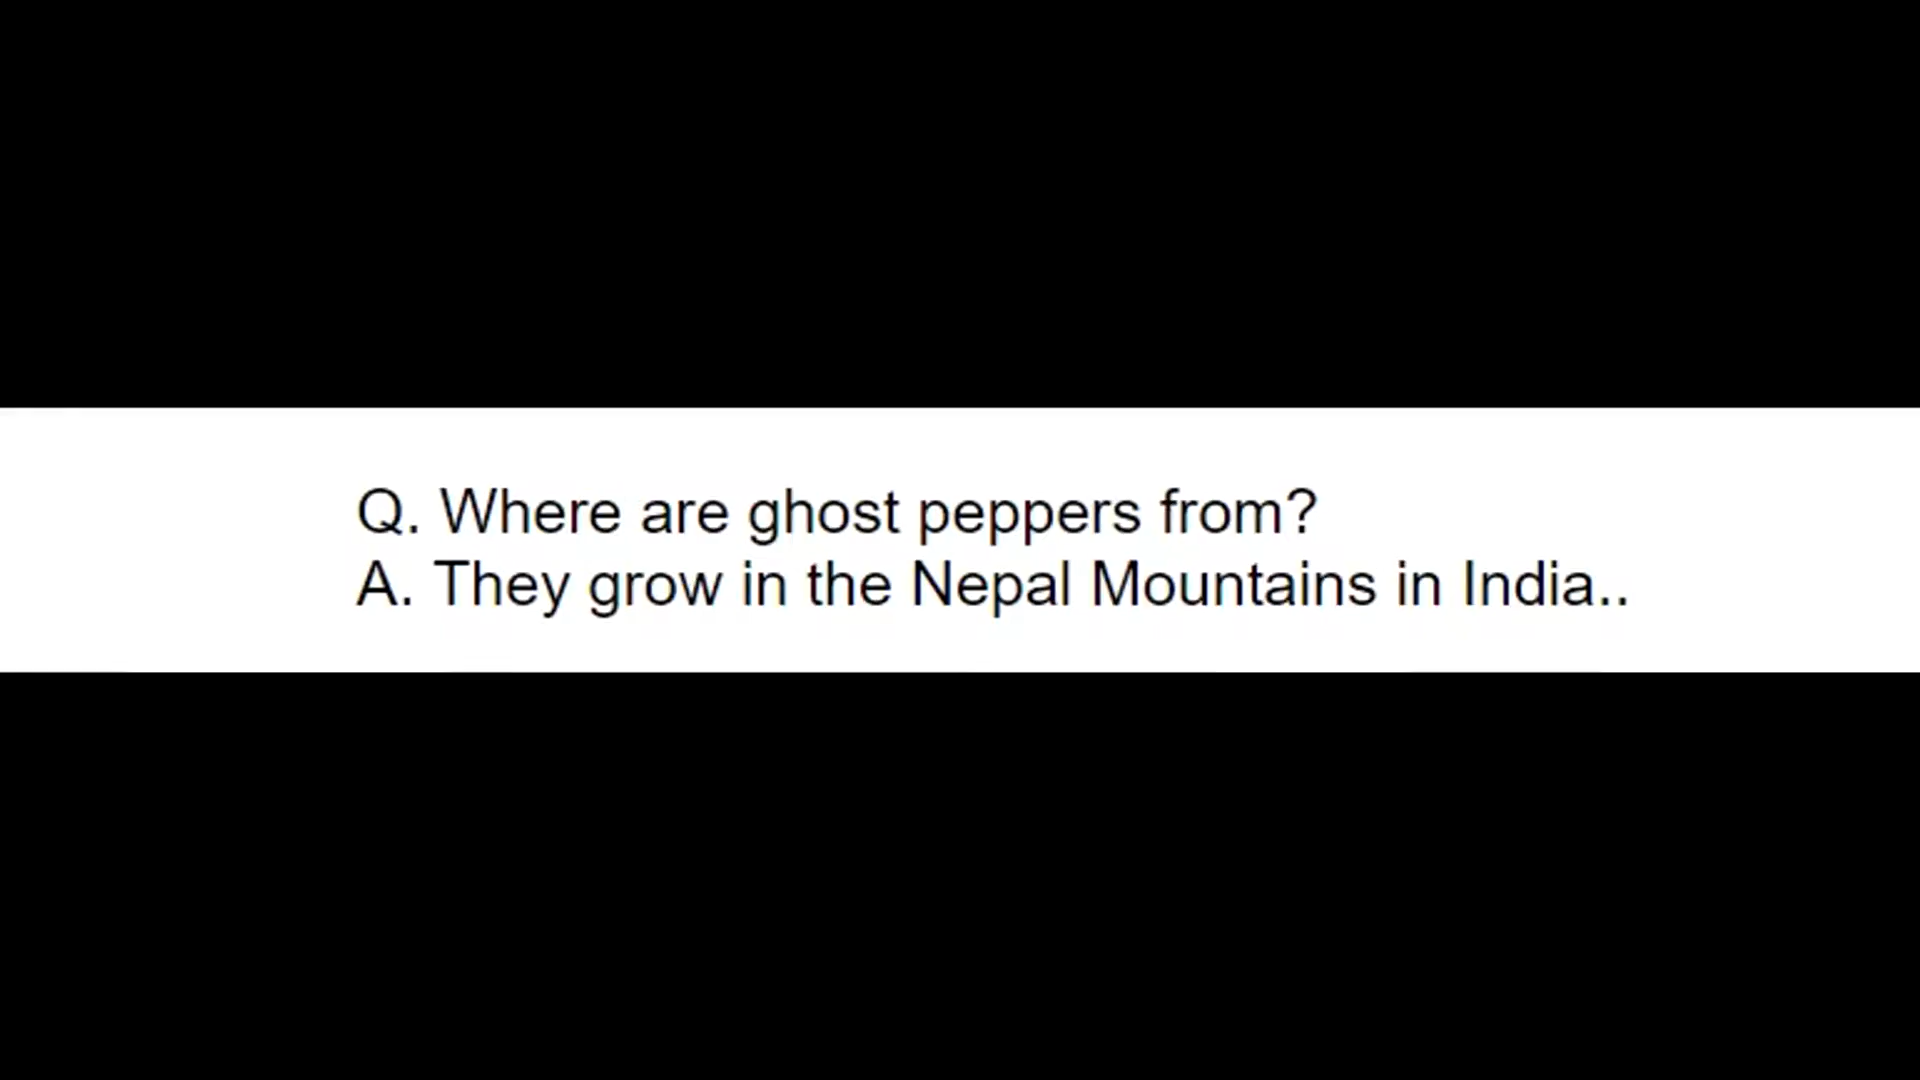 Q. Where are ghost peppers from?
A. They grow in the Nepal Mountains in India..